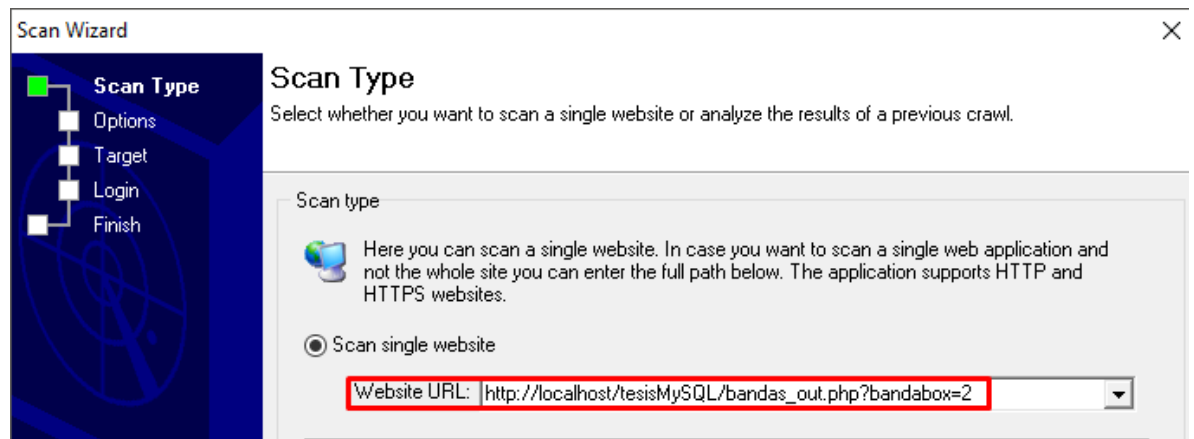 Scan Wizard
Scan Type
Options
Target
Login
Finish
Scan Type
Select whether you want to scan a single website or analyze the results of a previous crawl.
Scan type
Here you can scan a single website. In case you want to scan a single web application and
not the whole site you can enter the full path below. The application supports HTTP and
HTTPS websites.
Scan single website
Website URL: http://localhost/tesisMySQL/bandas_out.php?bandabox=2